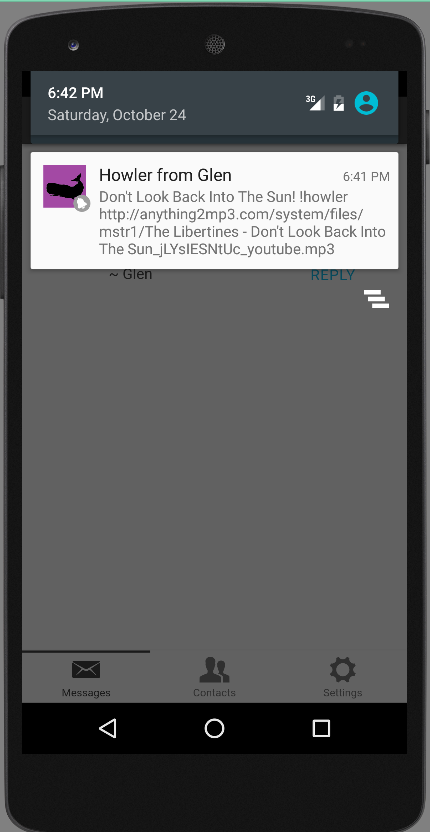 6:42 PM
3G
Saturday, October 24
Howler from Glen
6:41 PM
Don't Look Back Into The Sun! !howler
http://anything2mp3.com/system/files/
mstr1/The Libertines - Don't Look Back Into
The Sun_jLYsIESNtUc_youtube.mp3
~ Glen
REPLY
Messages
Contacts
Settings